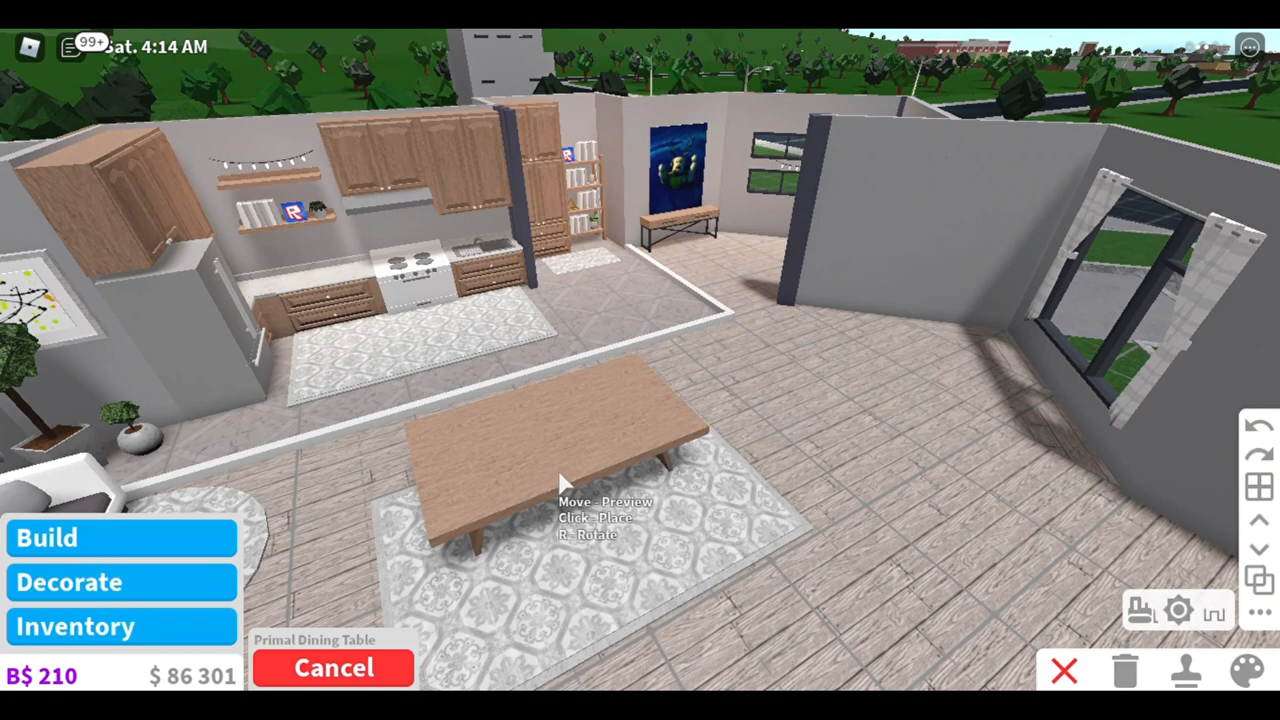 99+
Sat. 4:14 AM
Move - Preview
Click - Place
R - Rotate
Build
Decorate
Inventory
Primal Dining Table
Cancel
B$ 210
$ 86 301